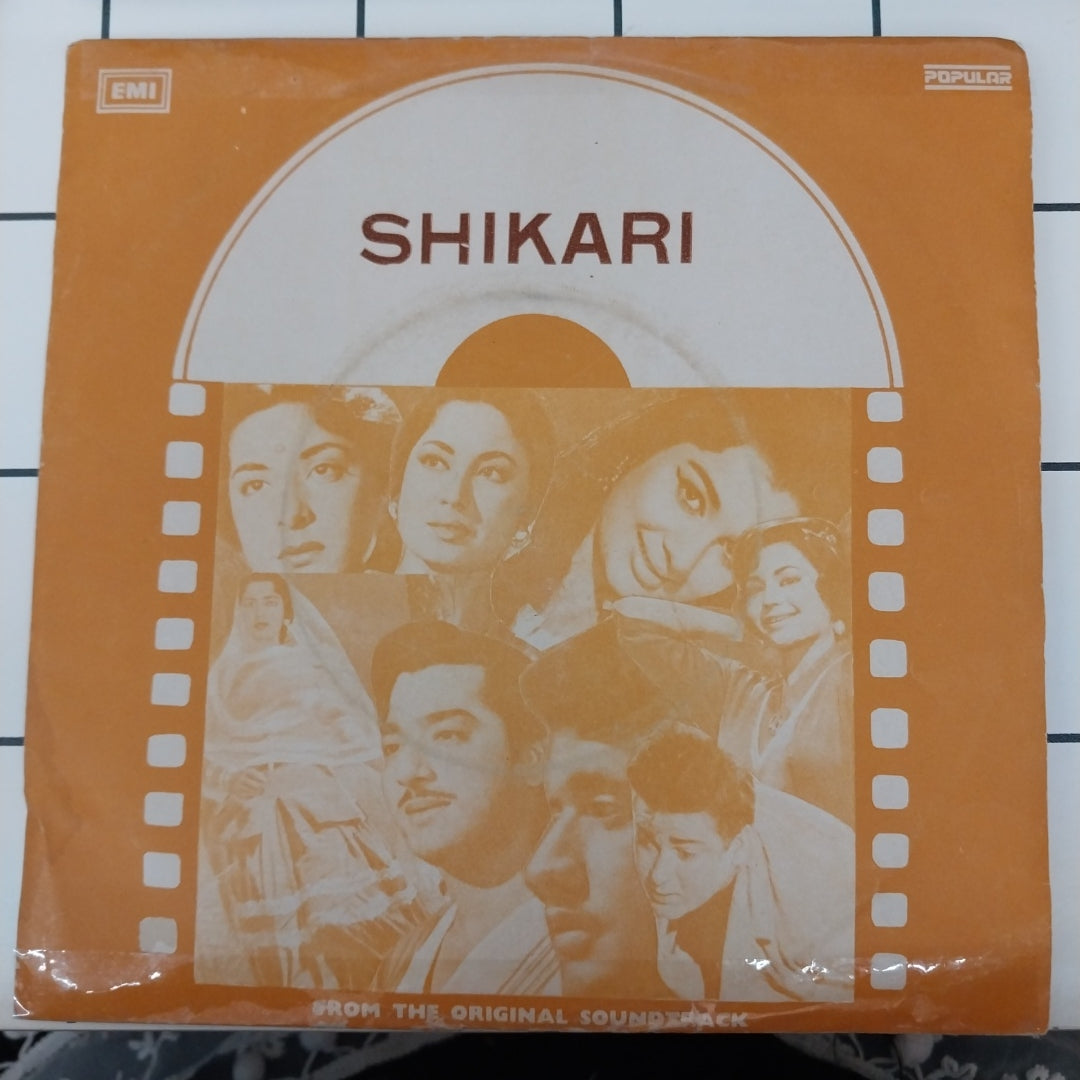 EMI
POPULAR
SHIKARI
FROM THE ORIGINAL SOUNDTRACK